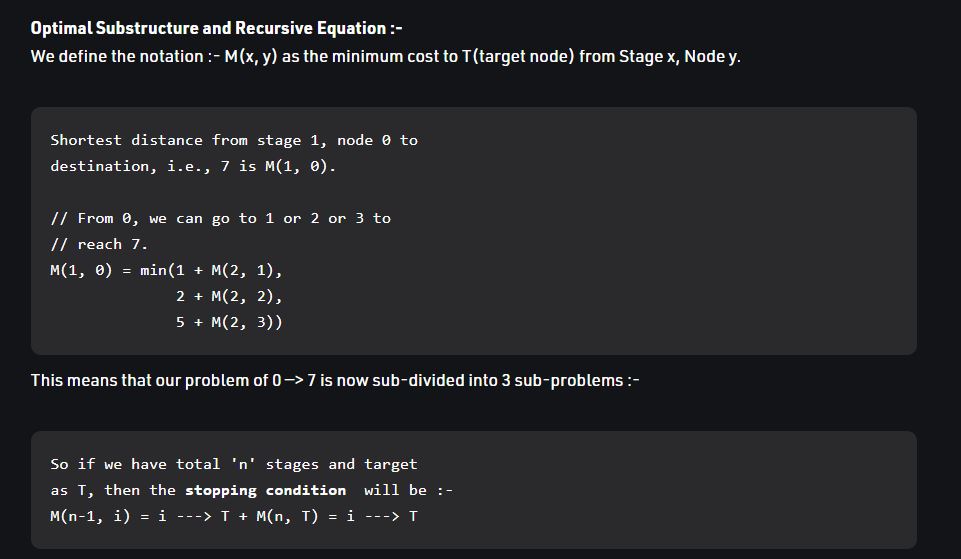 Optimal Substructure and Recursive Equation :-
We define the notation :- M(x, y) as the minimum cost to T(target node) from Stage x, Node y.
Shortest distance from stage 1, node 0 to
destination, i.e., 7 is M(1, 0).
// From 0, we can go to 1 or 2 or 3 to
// reach 7.
M(1, 0) = min(1 + M(2, 1),
2 + M(2, 2),
5 + M(2, 3))
This means that our problem of 0 —> 7 is now sub-divided into 3 sub-problems :-
So if we have total 'n' stages and target
as T, then the stopping condition  will be :-
M(n-1, i) = i ---> T + M(n, T) = i ---> T